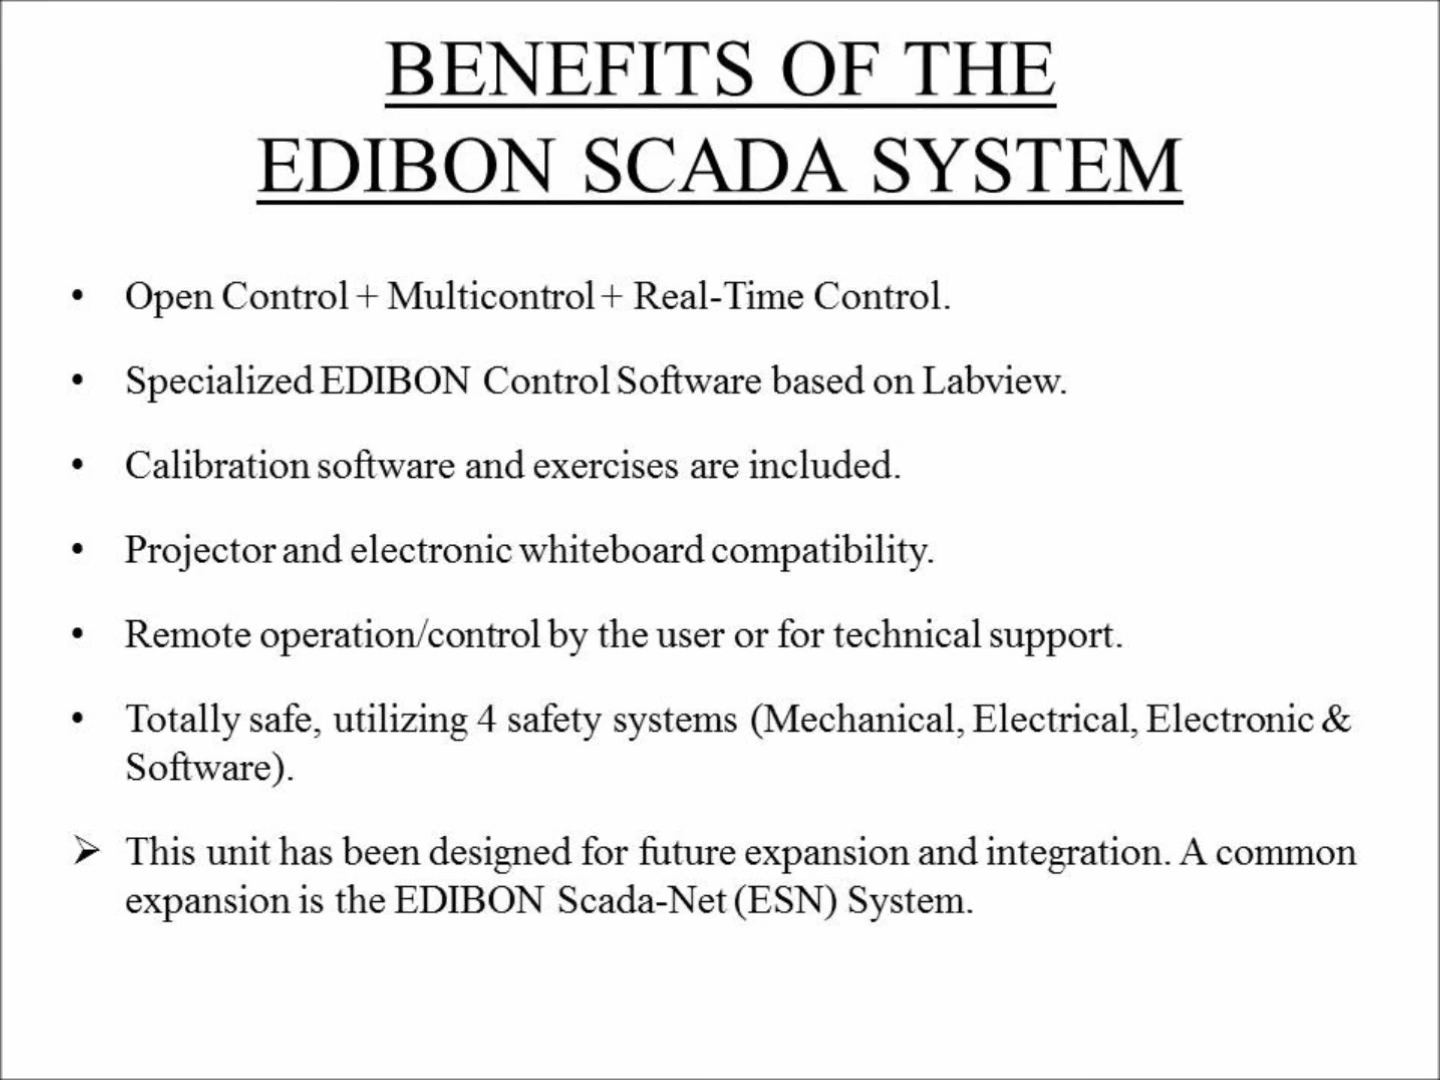 BENEFITS OF THE
EDIBON SCADA SYSTEM
• Open Control + Multicontrol + Real-Time Control.
• Specialized EDIBON Control Software based on Labview.
• Calibration software and exercises are included.
• Projector and electronic whiteboard compatibility.
• Remote operation/control by the user or for technical support.
• Totally safe, utilizing 4 safety systems (Mechanical, Electrical, Electronic &
Software).
➢ This unit has been designed for future expansion and integration. A common
expansion is the EDIBON Scada-Net (ESN) System.